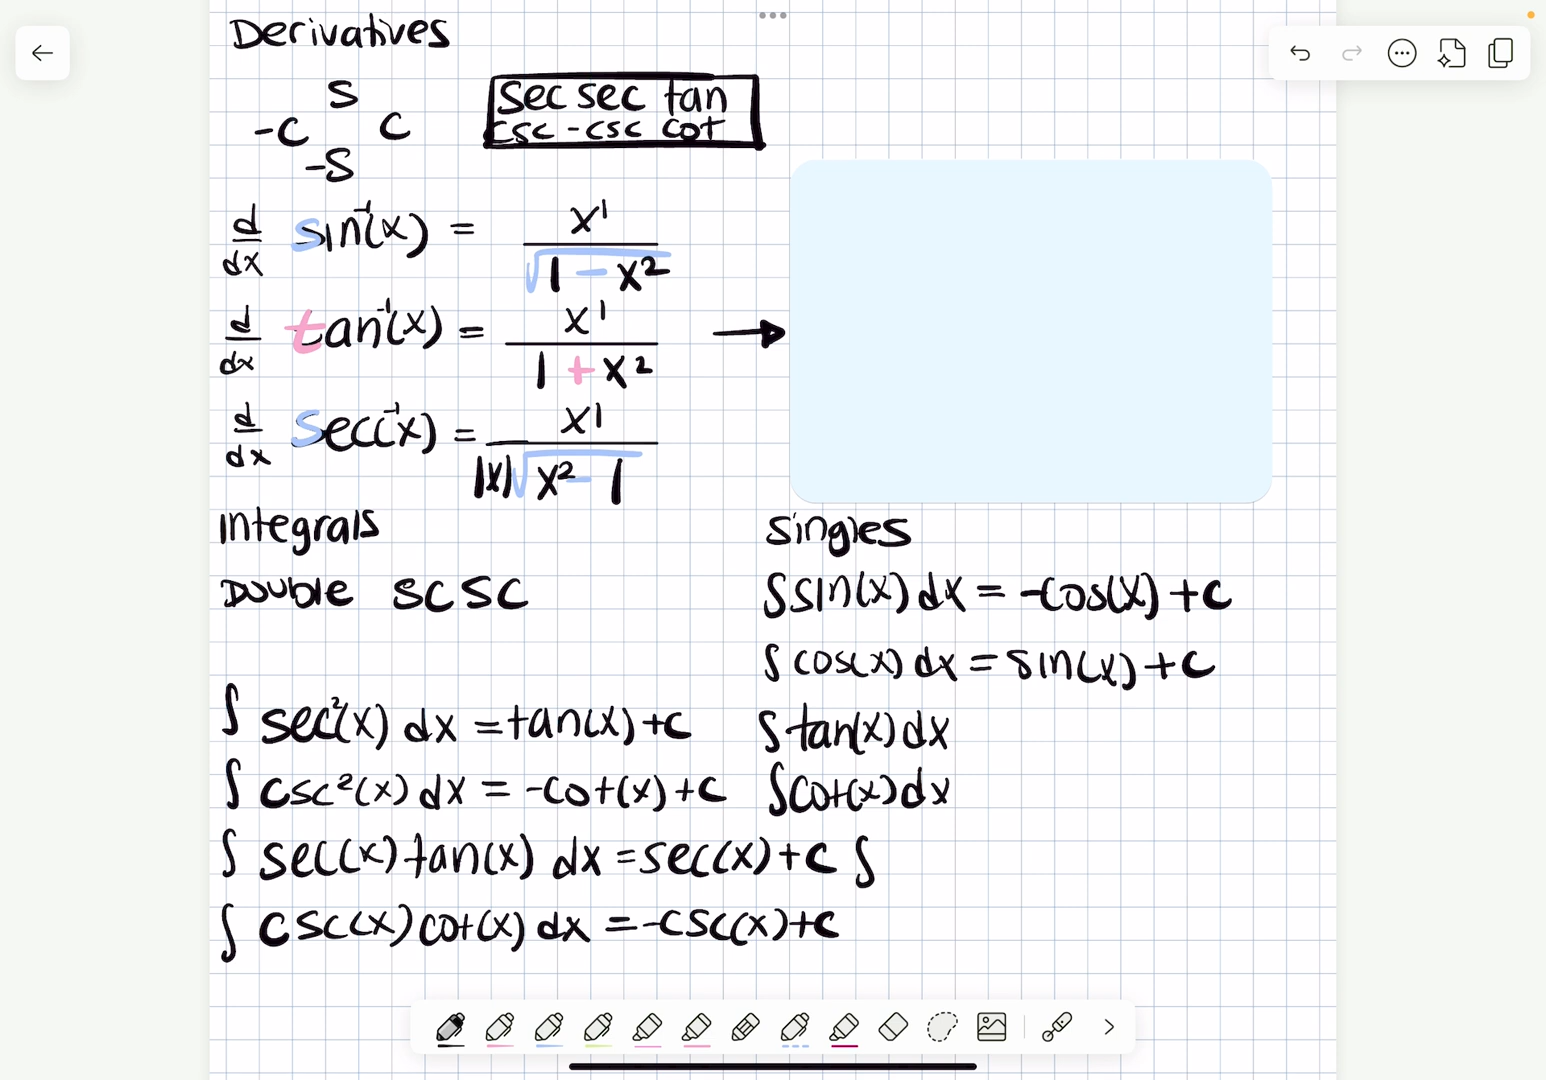 Derivatives
S
-C C
-S
sec sec tan
csc -csc cot
d/dx sin⁻¹(x) = x' / √(1 - x²)
d/dx tan⁻¹(x) = x' / (1 + x²) →
d/dx sec⁻¹(x) = x' / |x|√(x² - 1)
Integrals
Double SCSC
∫ sec²(x) dx = tan(x) + C
∫ csc²(x) dx = -cot(x) + C
∫ sec(x) tan(x) dx = sec(x) + C
∫ csc(x) cot(x) dx = -csc(x) + C
Singles
∫ sin(x) dx = -cos(x) + C
∫ cos(x) dx = sin(x) + C
∫ tan(x) dx
∫ cot(x) dx
∫